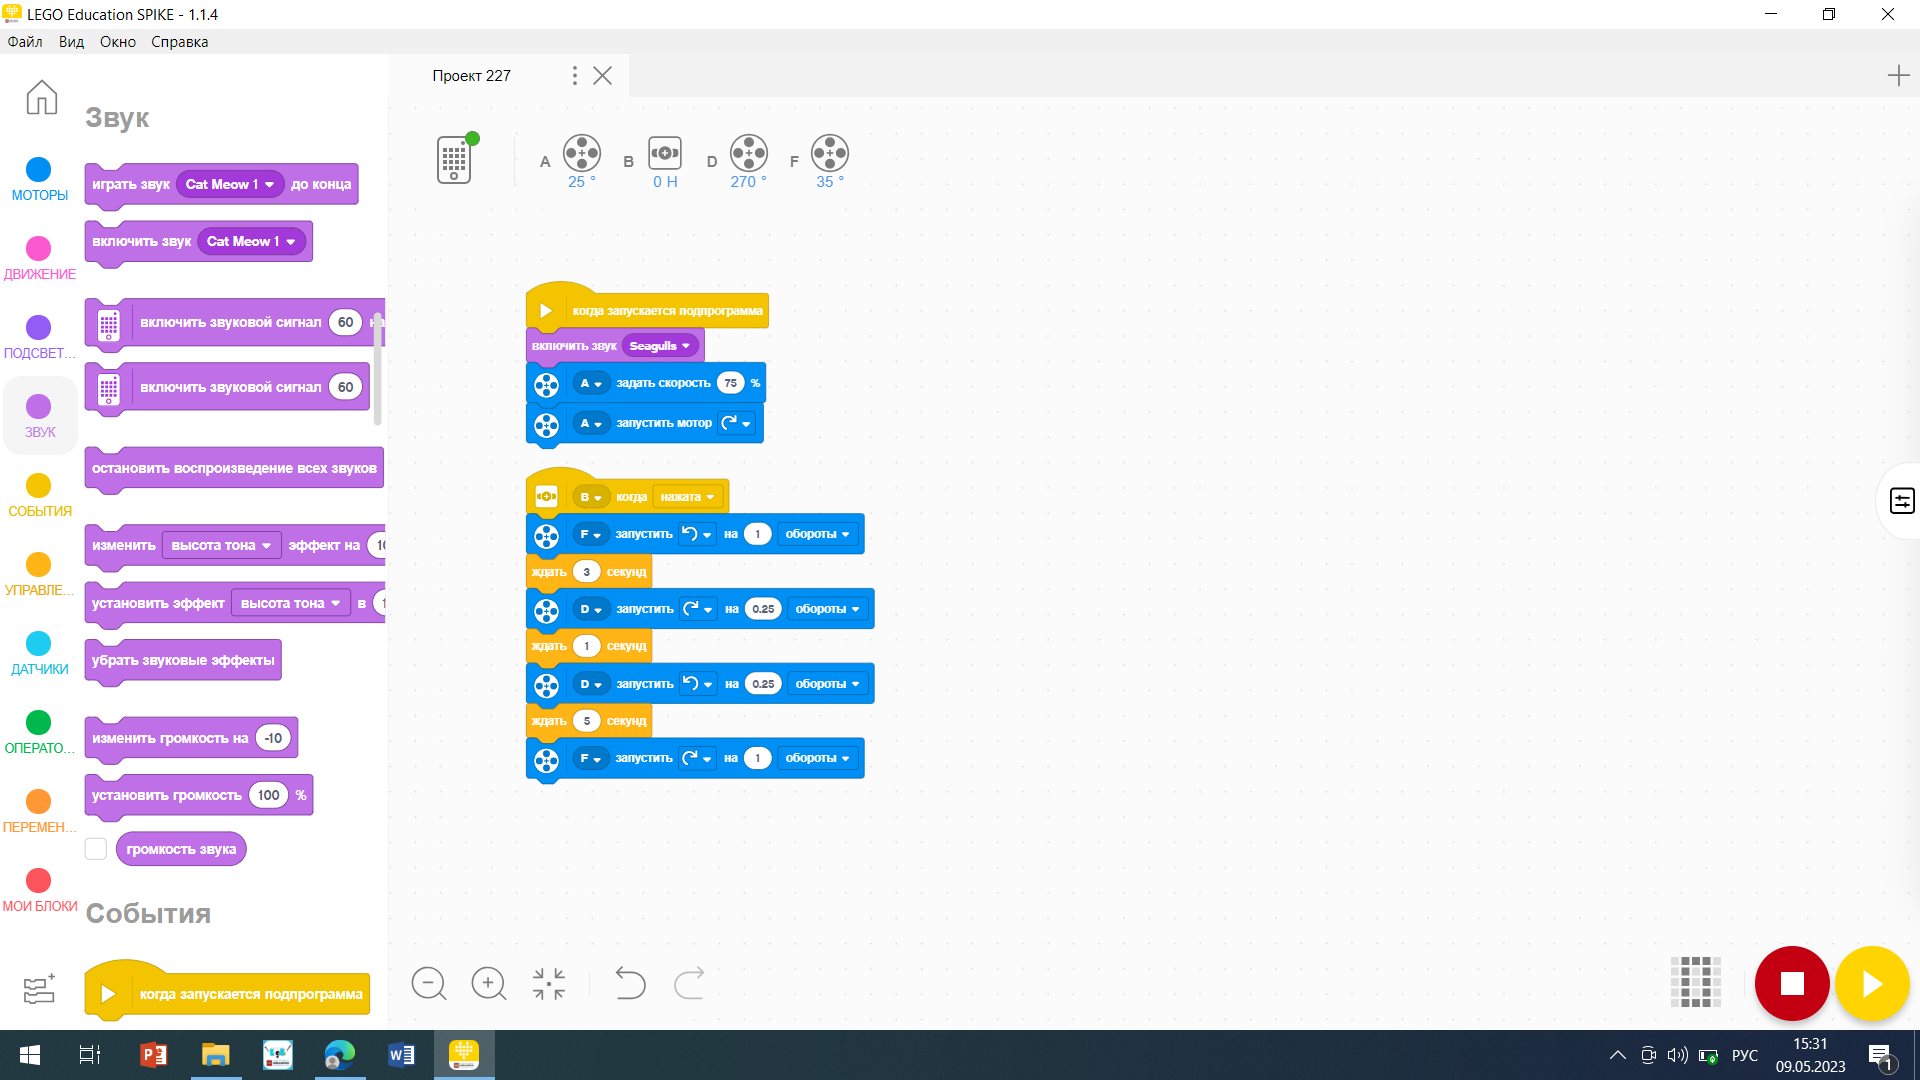 LEGO Education SPIKE - 1.1.4
Файл Вид Окно Справка
Проект 227
Звук
МОТОРЫ
ДВИЖЕНИЕ
ПОДСВЕТ...
ЗВУК
СОБЫТИЯ
УПРАВЛЕ...
ДАТЧИКИ
ОПЕРАТО...
ПЕРЕМЕН...
МОИ БЛОКИ
играть звук Cat Meow 1 до конца
включить звук Cat Meow 1
включить звуковой сигнал 60
включить звуковой сигнал 60
остановить воспроизведение всех звуков
изменить высота тона эффект на
установить эффект высота тона в
убрать звуковые эффекты
изменить громкость на -10
установить громкость 100 %
громкость звука
События
когда запускается подпрограмма
A 25 °
B 0 Н
D 270 °
F 35 °
когда запускается подпрограмма
включить звук Seagulls
A задать скорость 75 %
A запустить мотор
B когда нажата
F запустить на 1 обороты
ждать 3 секунд
D запустить на 0.25 обороты
ждать 1 секунд
D запустить на 0.25 обороты
ждать 5 секунд
F запустить на 1 обороты
РУС
15:31
09.05.2023
1